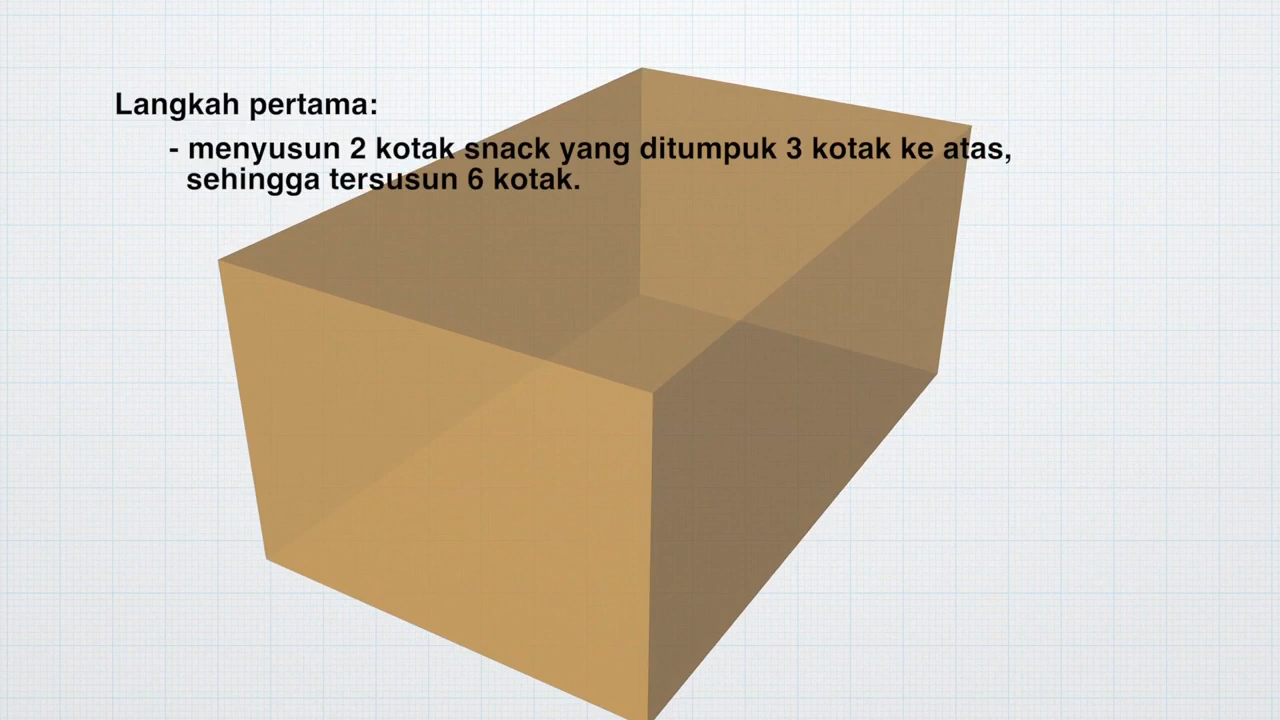 Langkah pertama:
- menyusun 2 kotak snack yang ditumpuk 3 kotak ke atas,
sehingga tersusun 6 kotak.